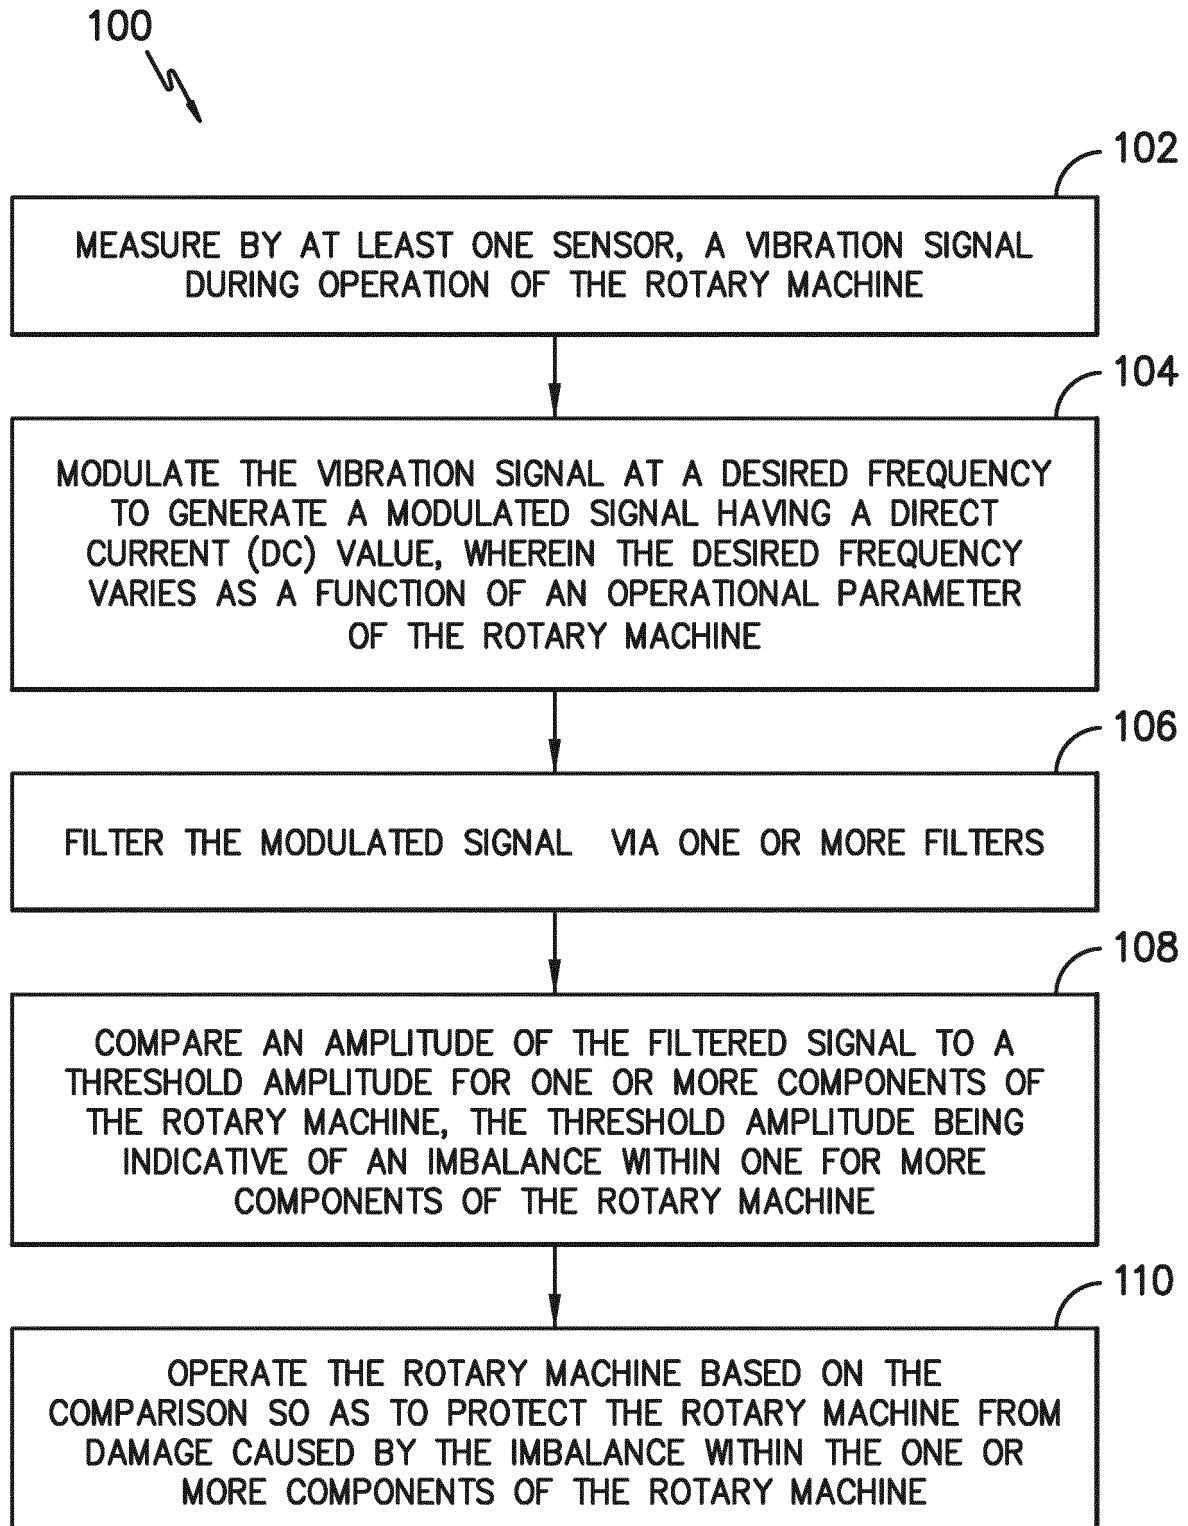 100
102
MEASURE BY AT LEAST ONE SENSOR, A VIBRATION SIGNAL
DURING OPERATION OF THE ROTARY MACHINE
104
MODULATE THE VIBRATION SIGNAL AT A DESIRED FREQUENCY
TO GENERATE A MODULATED SIGNAL HAVING A DIRECT
CURRENT (DC) VALUE, WHEREIN THE DESIRED FREQUENCY
VARIES AS A FUNCTION OF AN OPERATIONAL PARAMETER
OF THE ROTARY MACHINE
106
FILTER THE MODULATED SIGNAL VIA ONE OR MORE FILTERS
108
COMPARE AN AMPLITUDE OF THE FILTERED SIGNAL TO A
THRESHOLD AMPLITUDE FOR ONE OR MORE COMPONENTS OF
THE ROTARY MACHINE, THE THRESHOLD AMPLITUDE BEING
INDICATIVE OF AN IMBALANCE WITHIN ONE FOR MORE
COMPONENTS OF THE ROTARY MACHINE
110
OPERATE THE ROTARY MACHINE BASED ON THE
COMPARISON SO AS TO PROTECT THE ROTARY MACHINE FROM
DAMAGE CAUSED BY THE IMBALANCE WITHIN THE ONE OR
MORE COMPONENTS OF THE ROTARY MACHINE